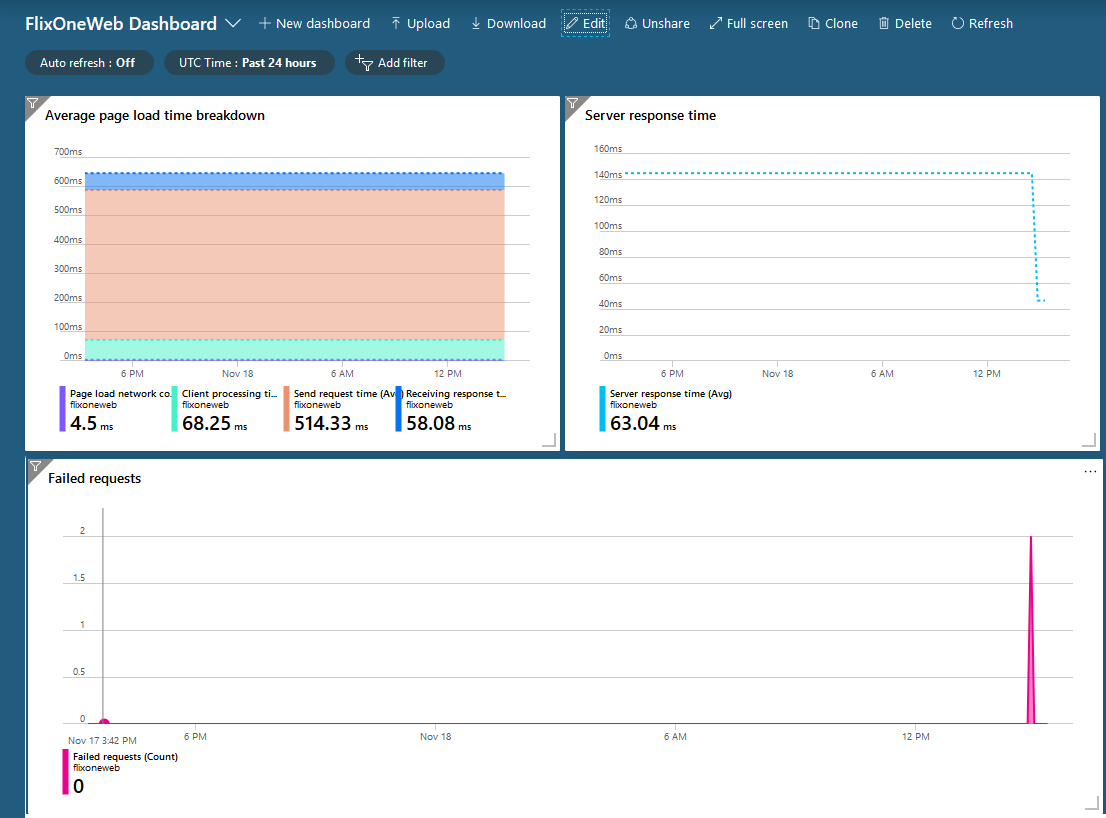 FlixOneWeb Dashboard
New dashboard
Upload
Download
Edit
Unshare
Full screen
Clone
Delete
Refresh
Auto refresh : Off
UTC Time : Past 24 hours
Add filter
Average page load time breakdown
700ms
600ms
500ms
400ms
300ms
200ms
100ms
0ms
6 PM
Nov 18
6 AM
12 PM
Page load network co...
flixoneweb
4.5 ms
Client processing ti...
flixoneweb
68.25 ms
Send request time (Avg)
flixoneweb
514.33 ms
Receiving response t...
flixoneweb
58.08 ms
Server response time
160ms
140ms
120ms
100ms
80ms
60ms
40ms
20ms
0ms
6 PM
Nov 18
6 AM
12 PM
Server response time (Avg)
flixoneweb
63.04 ms
Failed requests
...
2
1.5
1
0.5
0
Nov 17 3:42 PM
6 PM
Nov 18
6 AM
12 PM
Failed requests (Count)
flixoneweb
0